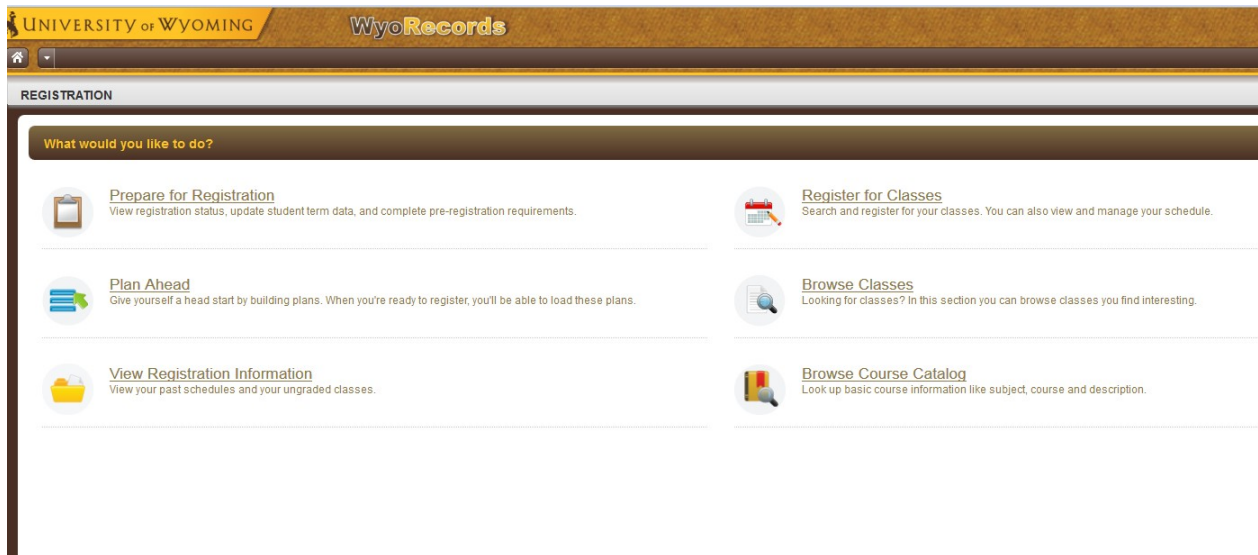 UNIVERSITY OF WYOMING
WyoRecords
REGISTRATION
What would you like to do?
Prepare for Registration
View registration status, update student term data, and complete pre-registration requirements.
Register for Classes
Search and register for your classes. You can also view and manage your schedule.
Plan Ahead
Give yourself a head start by building plans. When you're ready to register, you'll be able to load these plans.
Browse Classes
Looking for classes? In this section you can browse classes you find interesting.
View Registration Information
View your past schedules and your ungraded classes.
Browse Course Catalog
Look up basic course information like subject, course and description.